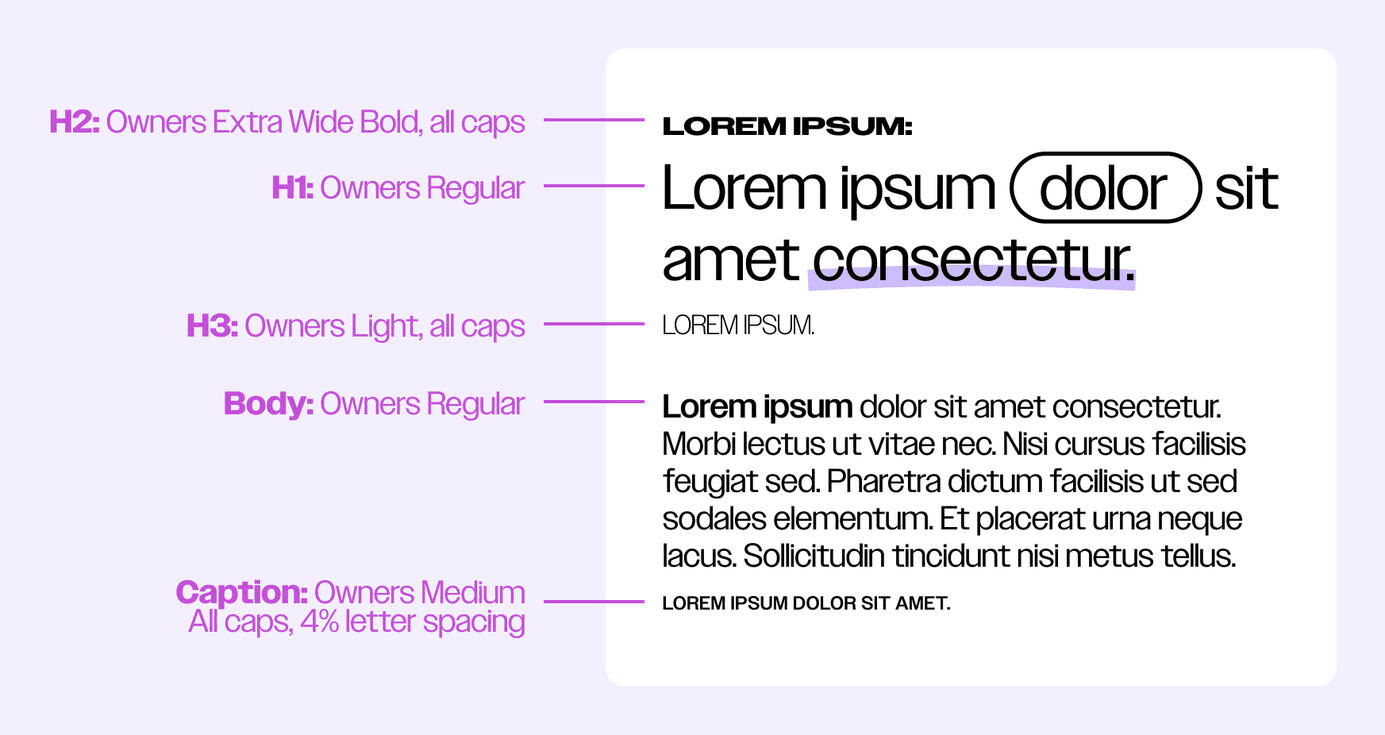 H2: Owners Extra Wide Bold, all caps
LOREM IPSUM:
H1: Owners Regular
Lorem ipsum dolor sit
amet consectetur.
H3: Owners Light, all caps
LOREM IPSUM.
Body: Owners Regular
Lorem ipsum dolor sit amet consectetur.
Morbi lectus ut vitae nec. Nisi cursus facilisis
feugiat sed. Pharetra dictum facilisis ut sed
sodales elementum. Et placerat urna neque
lacus. Sollicitudin tincidunt nisi metus tellus.
Caption: Owners Medium
All caps, 4% letter spacing
LOREM IPSUM DOLOR SIT AMET.